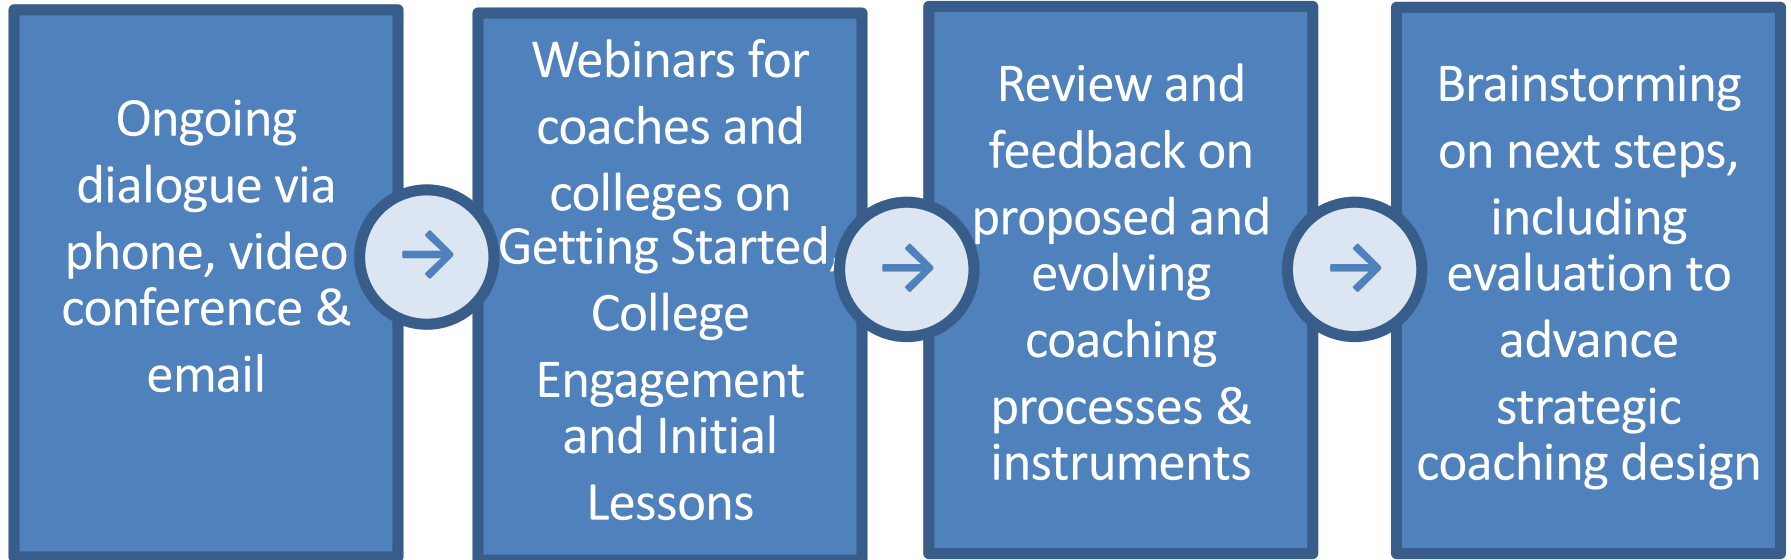 Ongoing
dialogue via
phone, video
conference &
email
Webinars for
coaches and
colleges on
Getting Started,
College
Engagement
and Initial
Lessons
Review and
feedback on
proposed and
evolving
coaching
processes &
instruments
Brainstorming
on next steps,
including
evaluation to
advance
strategic
coaching design